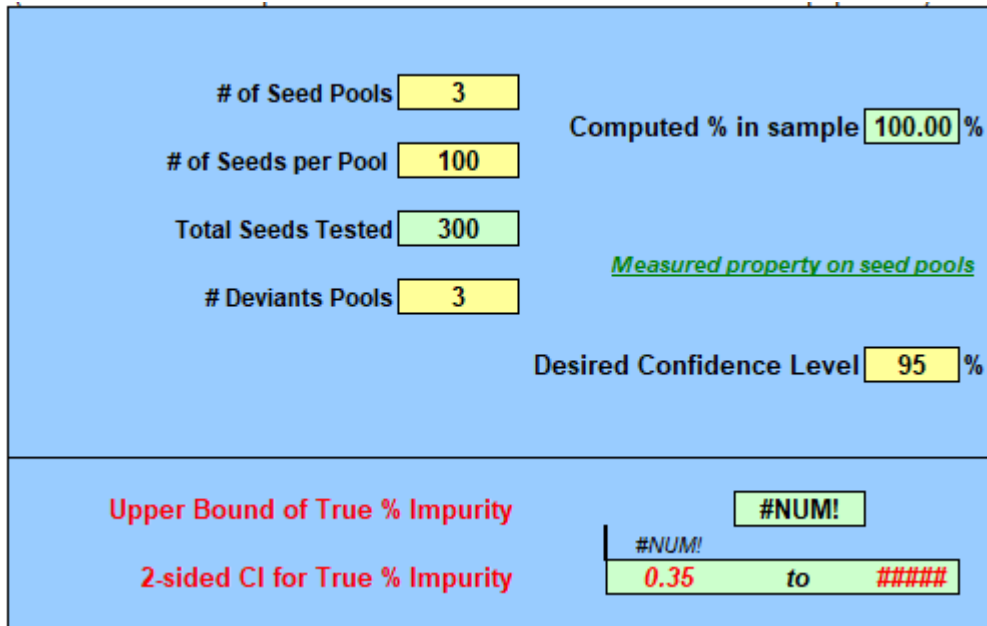 # of Seed Pools 3
Computed % in sample 100.00 %
# of Seeds per Pool 100
Total Seeds Tested 300
Measured property on seed pools
# Deviants Pools 3
Desired Confidence Level 95 %
Upper Bound of True % Impurity #NUM!
#NUM!
2-sided CI for True % Impurity 0.35 to #####